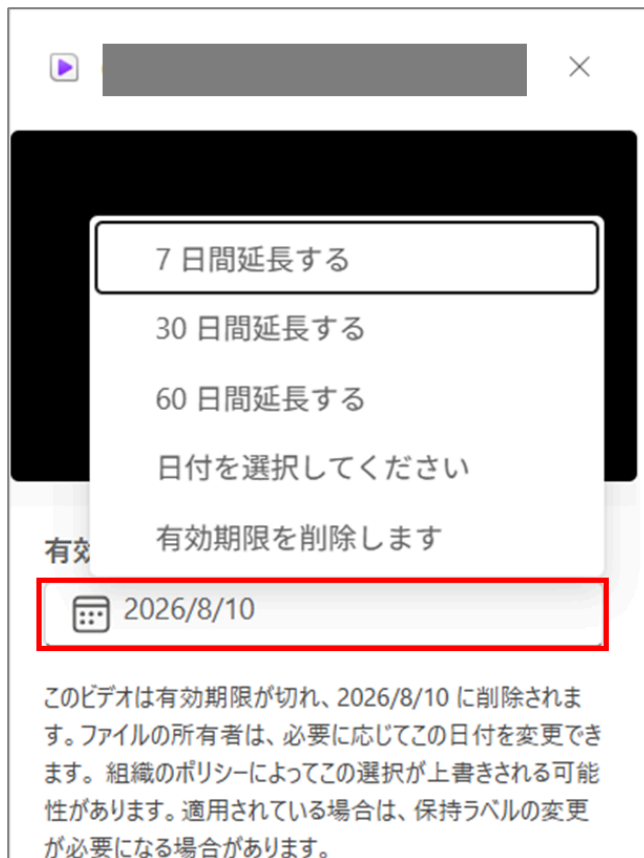 7 日間延長する
30 日間延長する
60 日間延長する
日付を選択してください
有効期限を削除します
有効
2026/8/10
このビデオは有効期限が切れ、2026/8/10 に削除されま
す。ファイルの所有者は、必要に応じてこの日付を変更でき
ます。組織のポリシーによってこの選択が上書きされる可能
性があります。適用されている場合は、保持ラベルの変更
が必要になる場合があります。